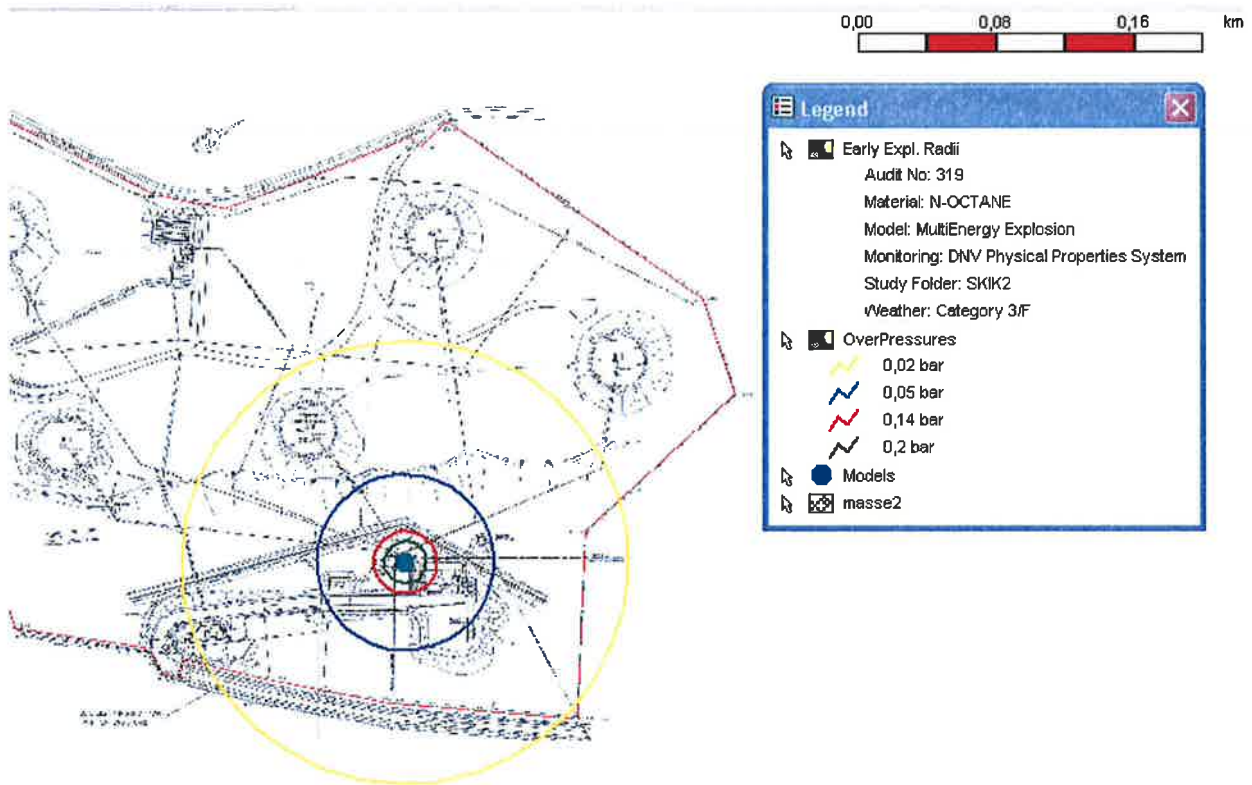 0,00 0,08 0,16 km
Legend
Early Expl. Radii
Audit No: 319
Material: N-OCTANE
Model: MultiEnergy Explosion
Monitoring: DNV Physical Properties System
Study Folder: SKIK2
Weather: Category 3/F
OverPressures
0,02 bar
0,05 bar
0,14 bar
0,2 bar
Models
masse2